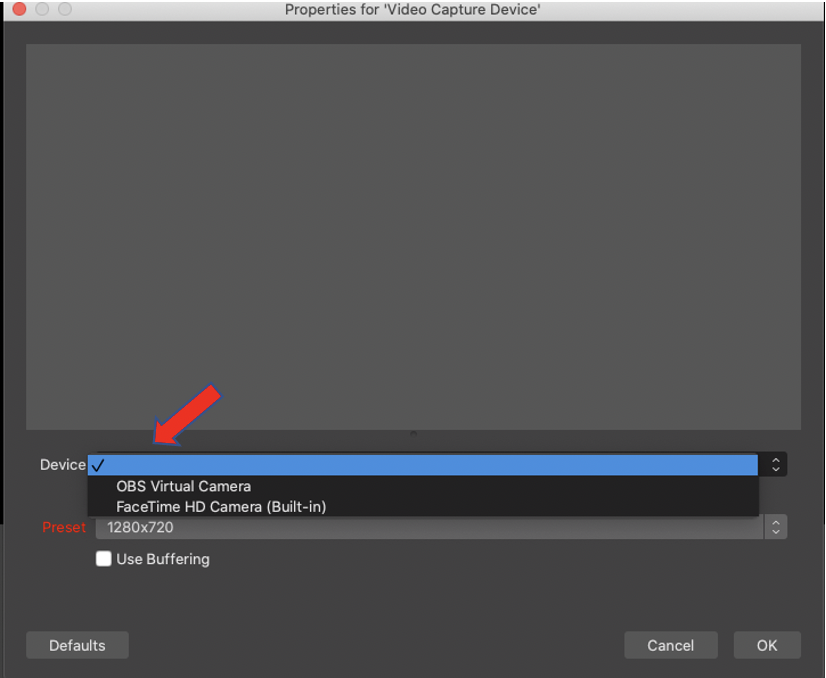 Properties for 'Video Capture Device'
Device ✓
OBS Virtual Camera
FaceTime HD Camera (Built-in)
Preset 1280x720
Use Buffering
Defaults Cancel OK